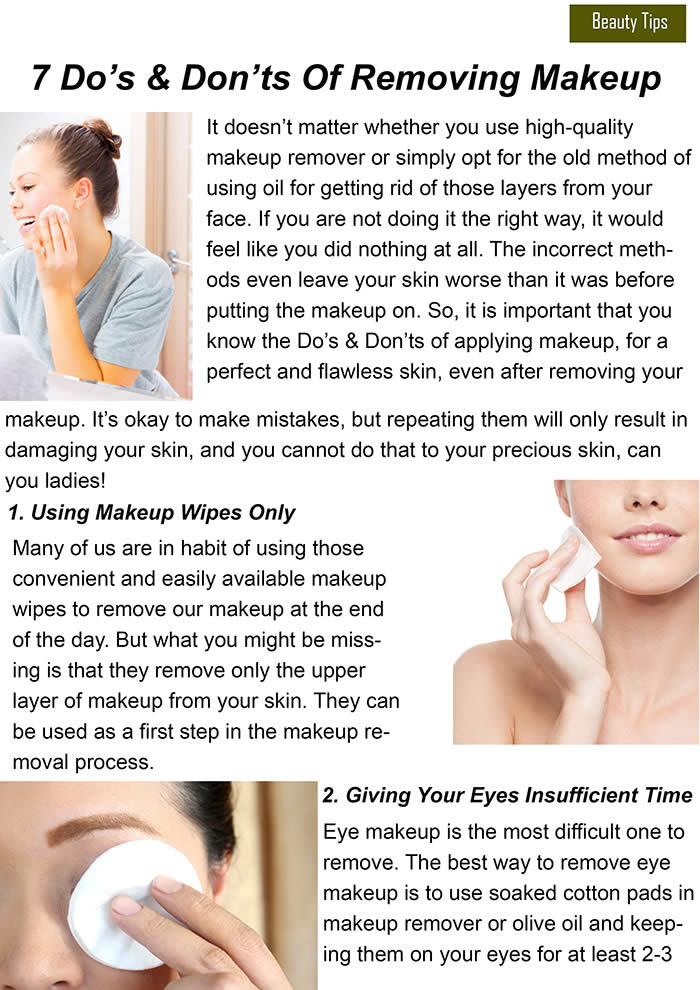 Beauty Tips
7 Do's & Don'ts Of Removing Makeup
It doesn't matter whether you use high-quality
makeup remover or simply opt for the old method of
using oil for getting rid of those layers from your
face. If you are not doing it the right way, it would
feel like you did nothing at all. The incorrect meth-
ods even leave your skin worse than it was before
putting the makeup on. So, it is important that you
know the Do's & Don'ts of applying makeup, for a
perfect and flawless skin, even after removing your
makeup. It's okay to make mistakes, but repeating them will only result in
damaging your skin, and you cannot do that to your precious skin, can
you ladies!
1. Using Makeup Wipes Only
Many of us are in habit of using those
convenient and easily available makeup
wipes to remove our makeup at the end
of the day. But what you might be miss-
ing is that they remove only the upper
layer of makeup from your skin. They can
be used as a first step in the makeup re-
moval process.
2. Giving Your Eyes Insufficient Time
Eye makeup is the most difficult one to
remove. The best way to remove eye
makeup is to use soaked cotton pads in
makeup remover or olive oil and keep-
ing them on your eyes for at least 2-3